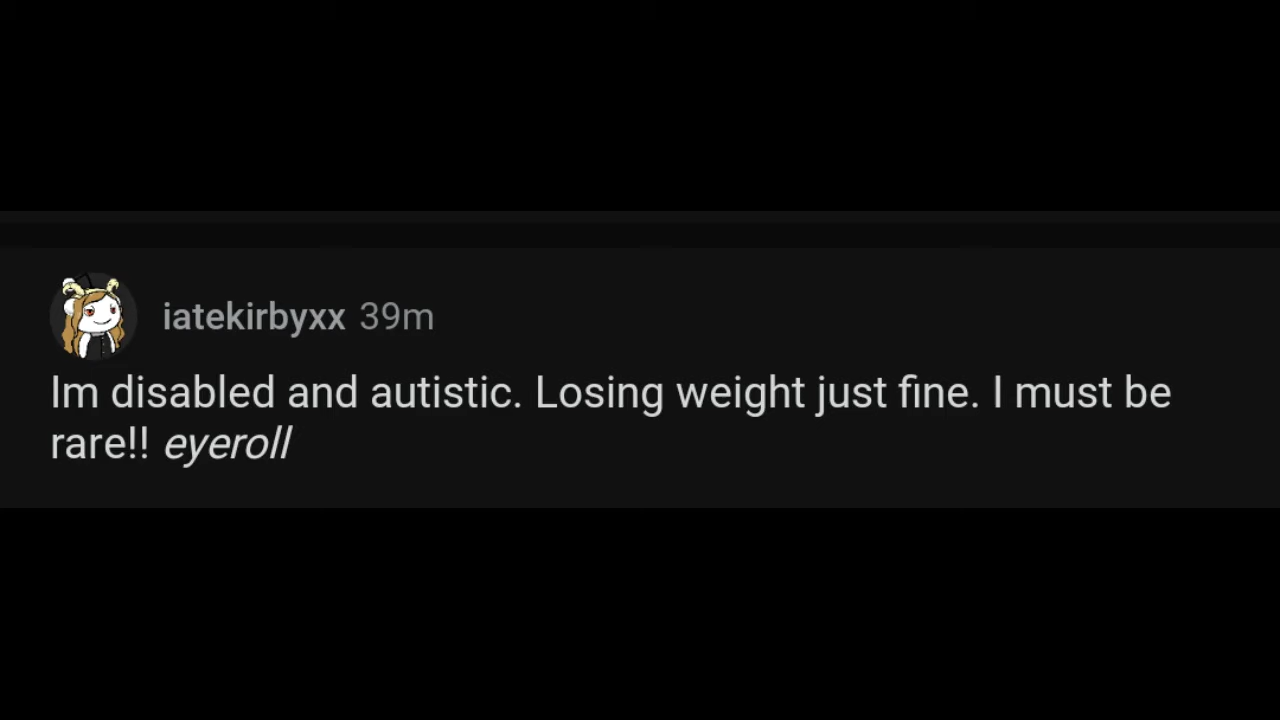 iatekirbyxx 39m
Im disabled and autistic. Losing weight just fine. I must be
rare!! eyeroll